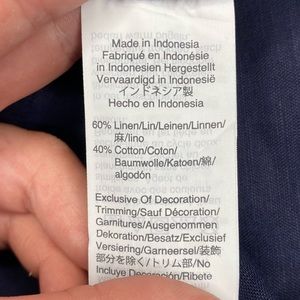 Made in Indonesia
Fabriqué en Indonésie
in Indonesien Hergestellt
Vervaardigd in Indonesië
インドネシア製
Hecho en Indonesia
60% Linen/Lin/Leinen/Linnen/
麻/lino
40% Cotton/Coton/
Baumwolle/Katoen/綿/
algodón
Exclusive Of Decoration/
Trimming/Sauf Décoration/
Garnitures/Ausgenommen
Dekoration/Besatz/Exclusief
Versiering/Garneersel/装飾
部分を除く/トリム部/No
Incluye Decoración/Ribete